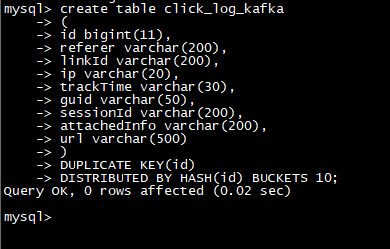 mysql> create table click_log_kafka
-> (
-> id bigint(11),
-> referer varchar(200),
-> linkId varchar(200),
-> ip varchar(20),
-> trackTime varchar(30),
-> guid varchar(50),
-> sessionId varchar(200),
-> attachedInfo varchar(200),
-> url varchar(500)
-> )
-> DUPLICATE KEY(id)
-> DISTRIBUTED BY HASH(id) BUCKETS 10;
Query OK, 0 rows affected (0.02 sec)
mysql>